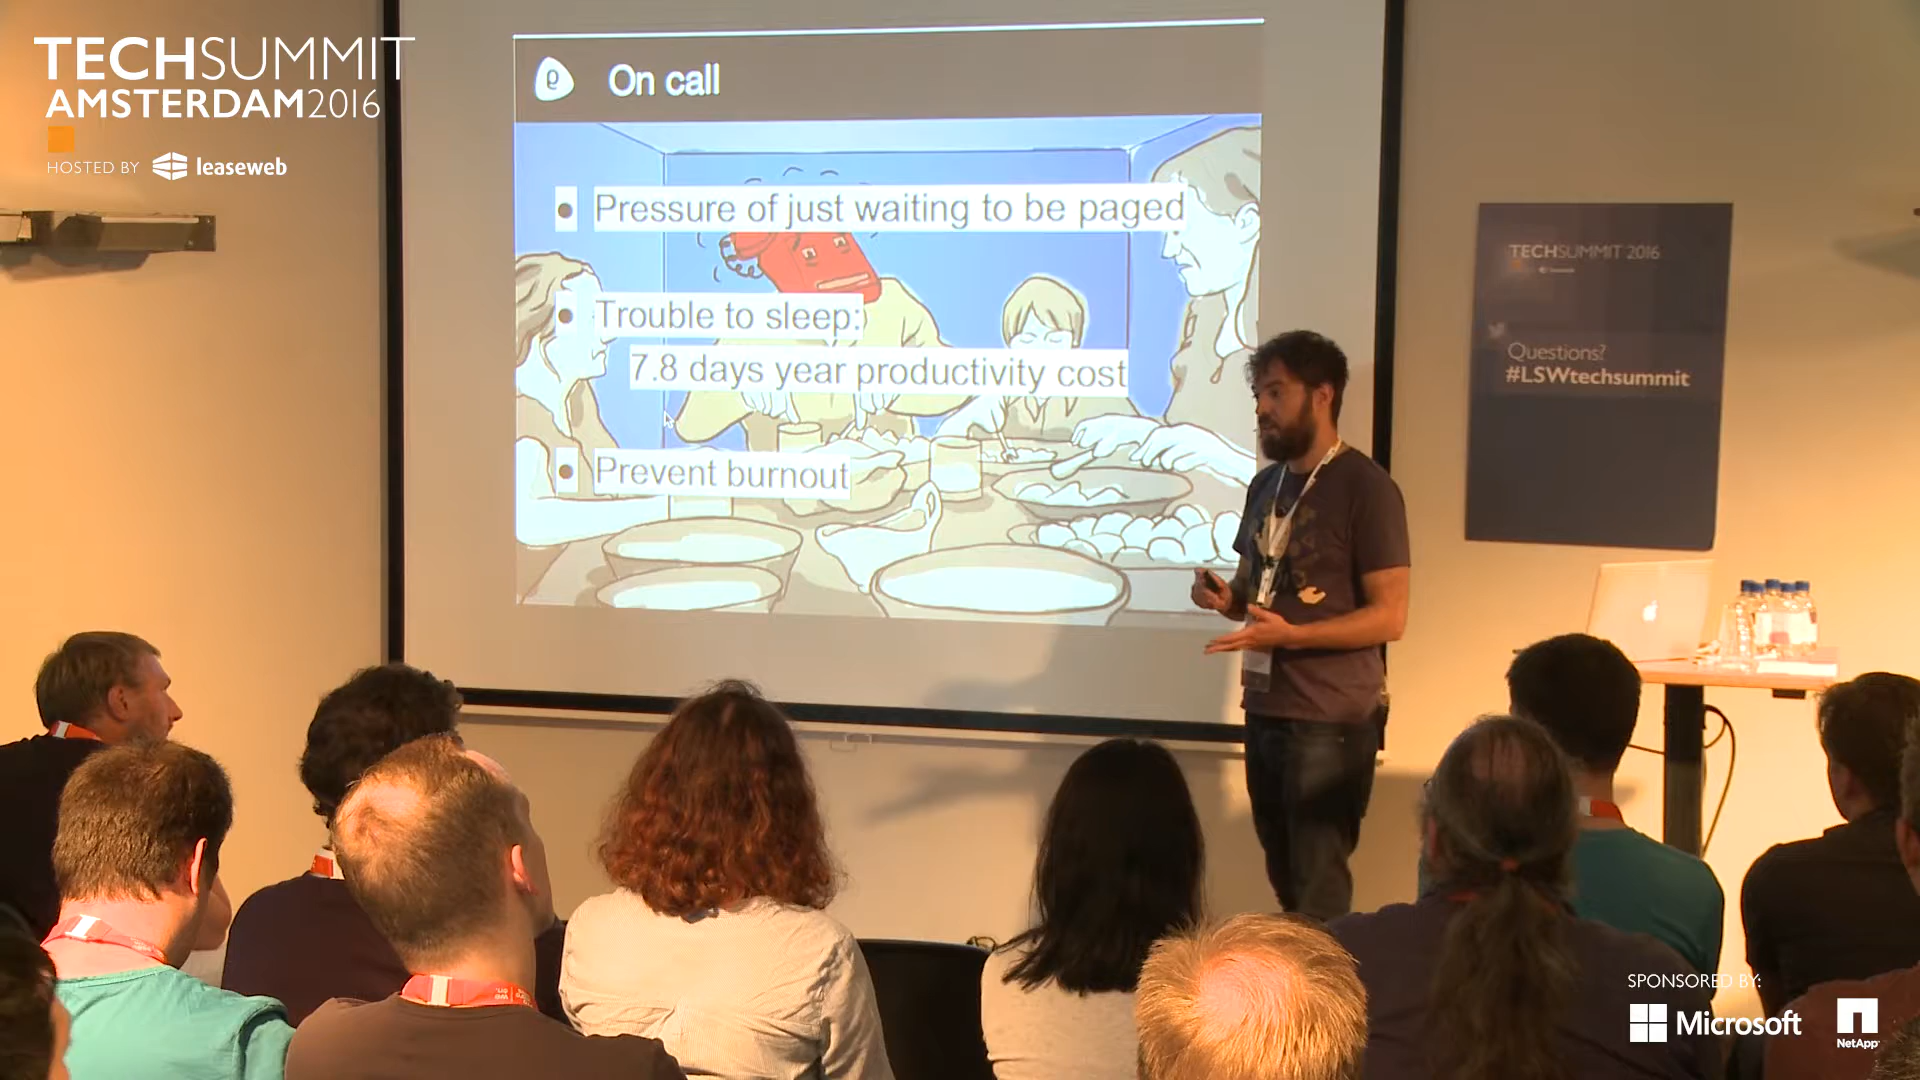 TECHSUMMIT
AMSTERDAM2016
HOSTED BY leaseweb
On call
• Pressure of just waiting to be paged
• Trouble to sleep:
7.8 days year productivity cost
• Prevent burnout
TECHSUMMIT 2016
Questions?
#LSWtechsummit
SPONSORED BY:
Microsoft
NetApp